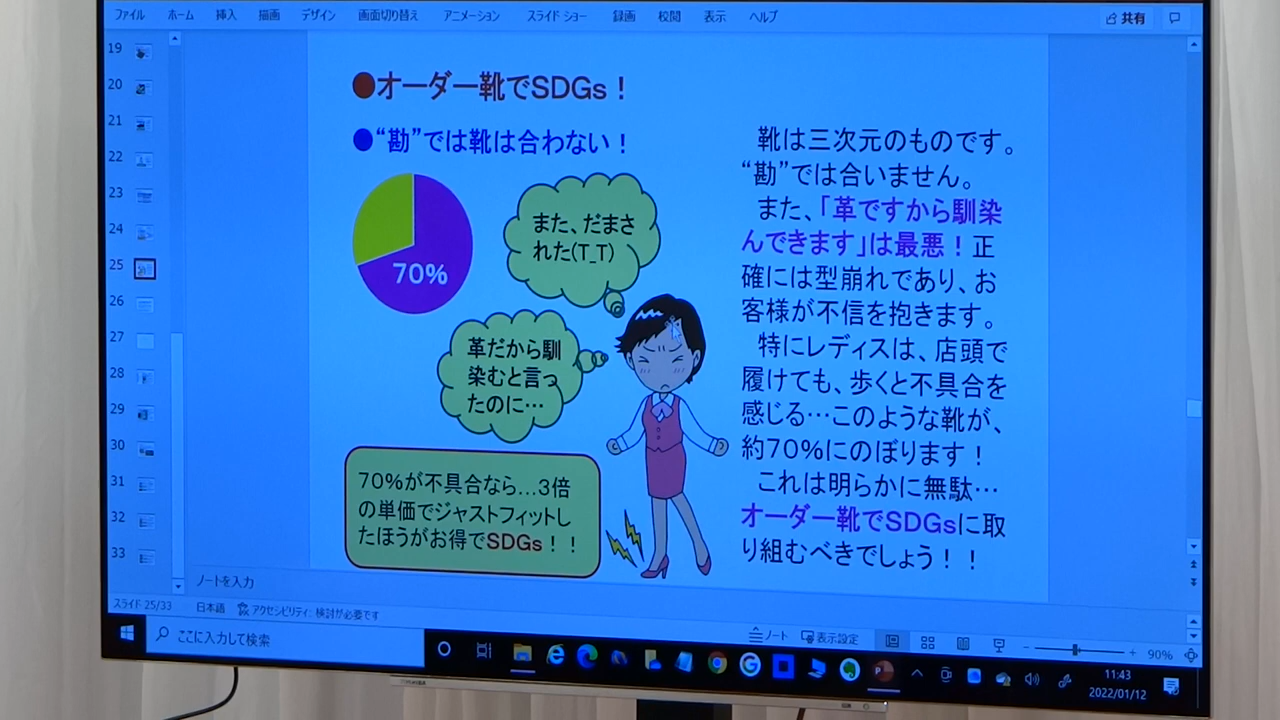 ファイル ホーム 挿入 描画 デザイン 画面切り替え アニメーション スライド ショー 録画 校閲 表示 ヘルプ 共有
19
20
21
22
23
24
25
26
27
28
29
30
31
32
33
●オーダー靴でSDGs！
●“勘”では靴は合わない！
70%
また、だまさ
れた(T_T)
革だから馴
染むと言っ
たのに…
70%が不具合なら…3倍
の単価でジャストフィットし
たほうがお得でSDGs！！
靴は三次元のものです。
“勘”では合いません。
また、「革ですから馴染
んできます」は最悪！正
確には型崩れであり、お
客様が不信を抱きます。
特にレディスは、店頭で
履けても、歩くと不具合を
感じる…このような靴が、
約70%にのぼります！
これは明らかに無駄…
オーダー靴でSDGsに取
り組むべきでしょう！！
ノートを入力
スライド 25/33 日本語 アクセシビリティ: 検討が必要です ノート 表示設定 90%
ここに入力して検索
11:43
2022/01/12